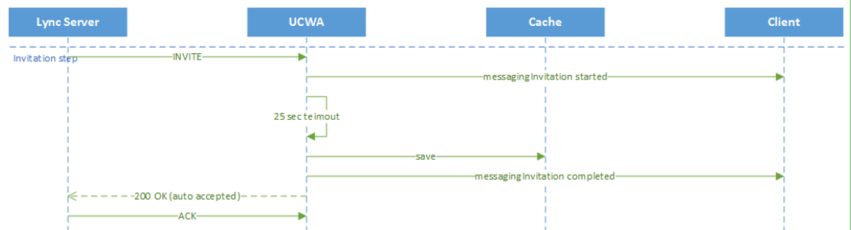 Lync Server
UCWA
Cache
Client
Invitation step
INVITE
messagingInvitation started
25 sec teimout
save
messagingInvitation completed
200 OK (auto accepted)
ACK